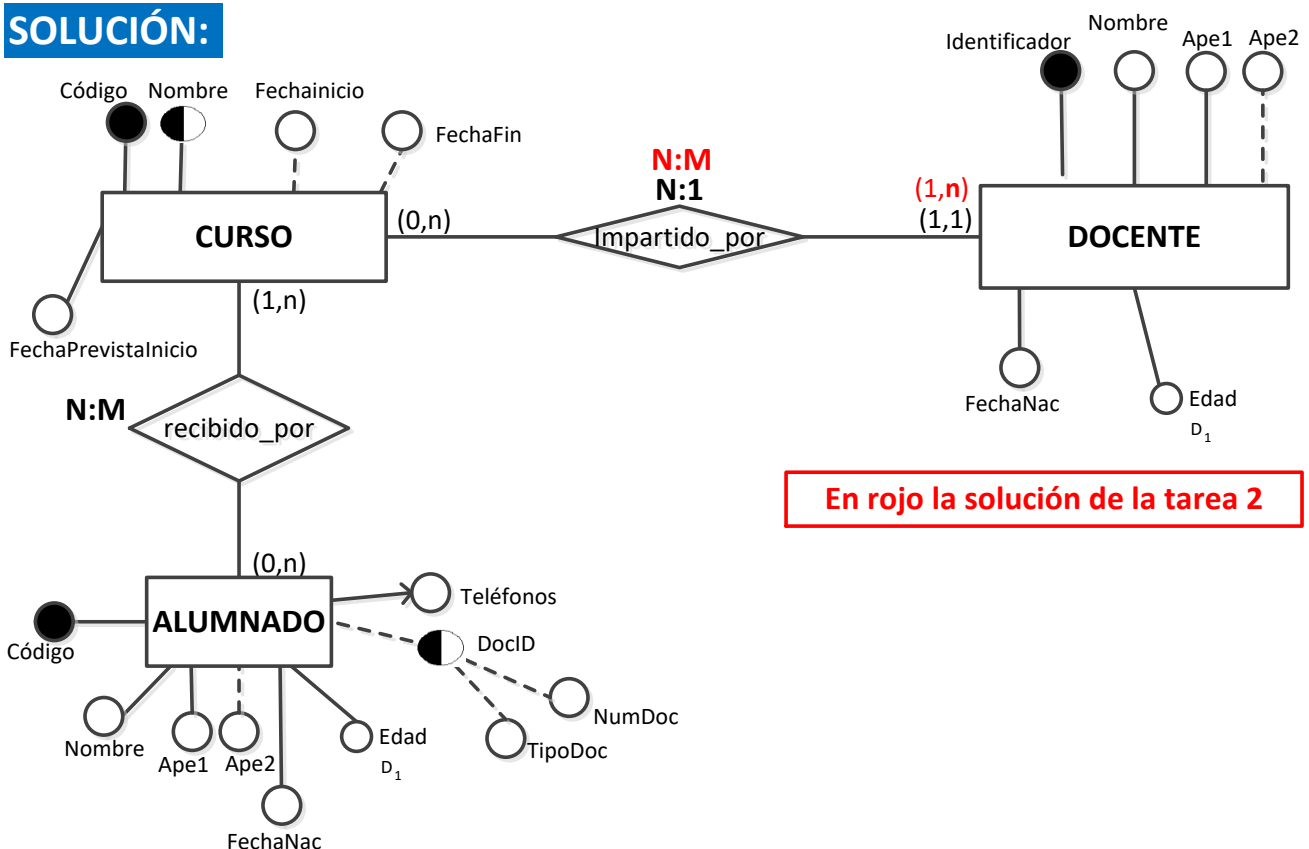 SOLUCIÓN:
Identificador
Nombre
Ape1
Ape2
Código
Nombre
Fechainicio
FechaFin
N:M
N:1
(1,n)
(0,n)
(1,1)
CURSO
Impartido_por
DOCENTE
(1,n)
FechaPrevistaInicio
FechaNac
Edad
D1
N:M
recibido_por
En rojo la solución de la tarea 2
(0,n)
Teléfonos
ALUMNADO
DocID
Código
NumDoc
TipoDoc
Nombre
Ape1
Ape2
Edad
D1
FechaNac